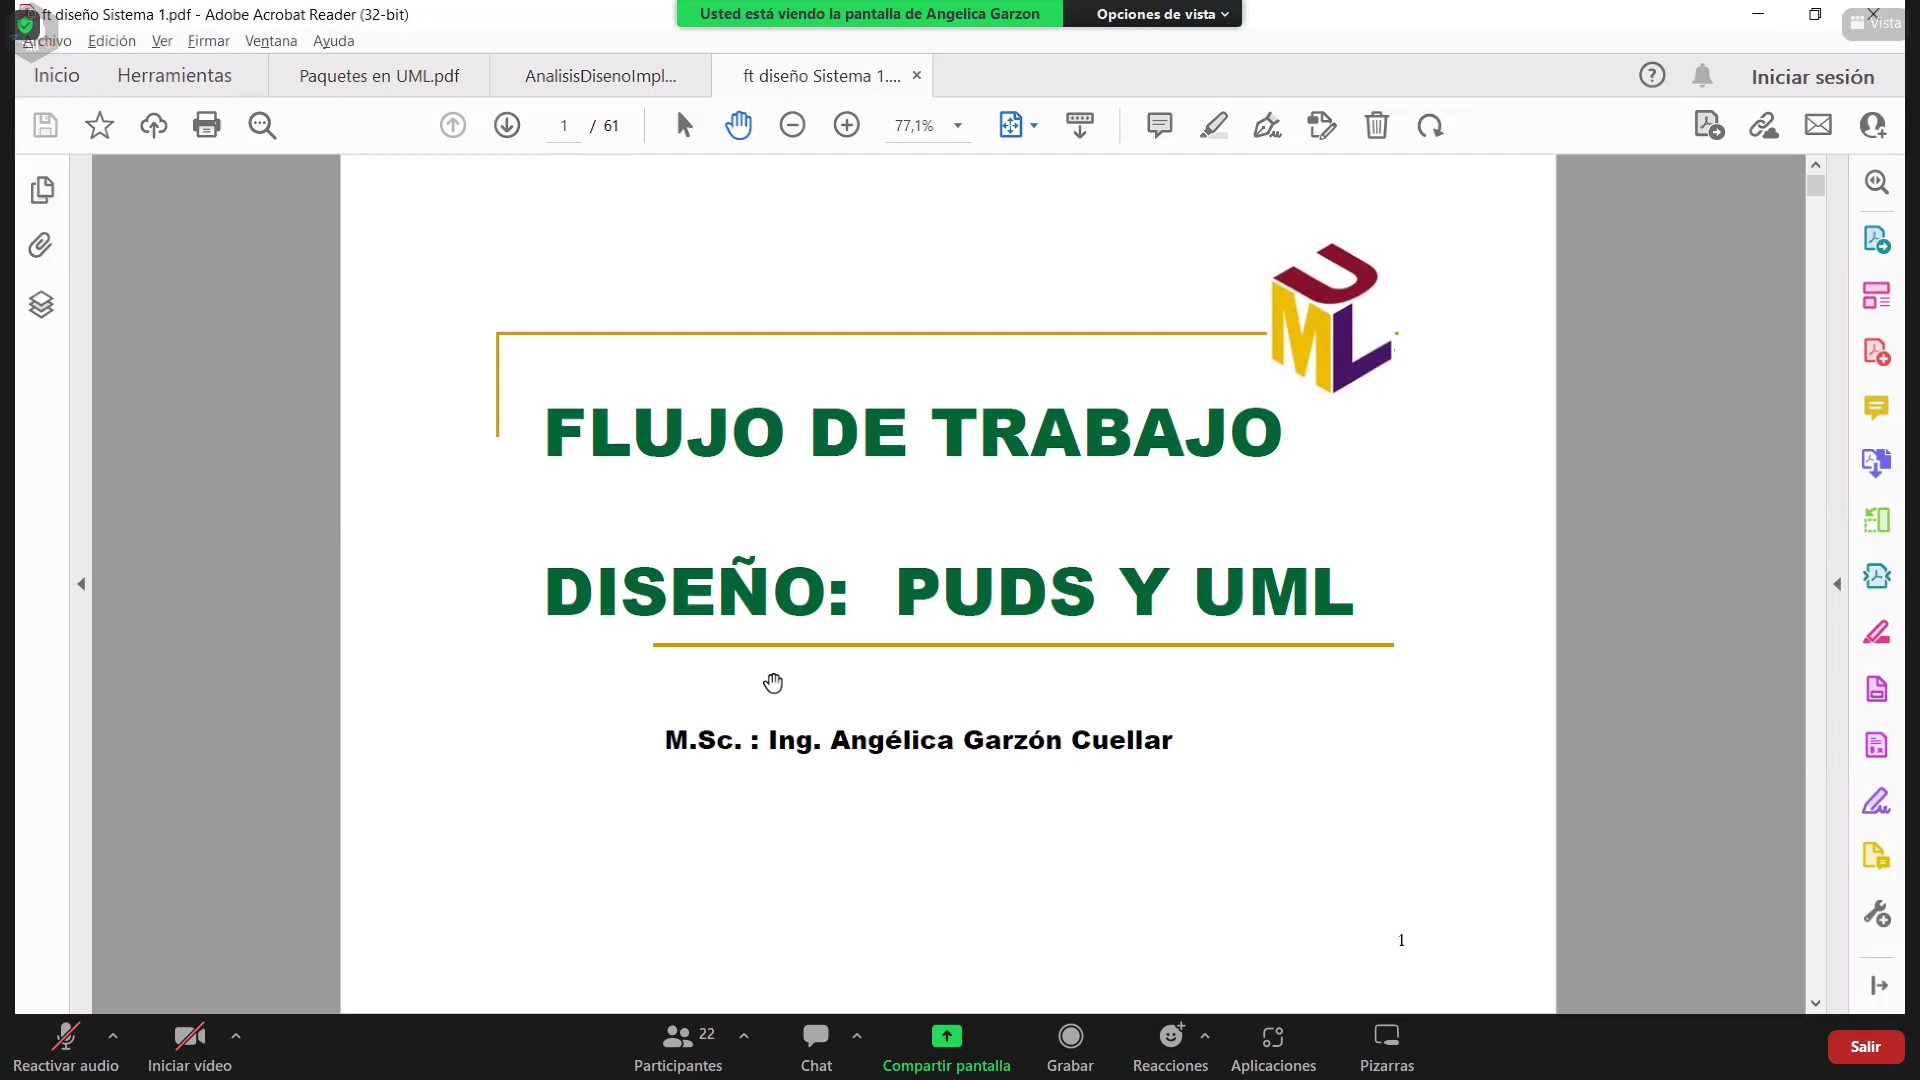 ft diseño Sistema 1.pdf - Adobe Acrobat Reader (32-bit)
Usted está viendo la pantalla de Angelica Garzon
Opciones de vista
Vista
Archivo Edición Ver Firmar Ventana Ayuda
Inicio Herramientas Paquetes en UML.pdf AnalisisDisenoImpl... ft diseño Sistema 1.... × Iniciar sesión
1 / 61 77,1%
UML
FLUJO DE TRABAJO
DISEÑO: PUDS Y UML
M.Sc. : Ing. Angélica Garzón Cuellar
1
22
Reactivar audio Iniciar vídeo Participantes Chat Compartir pantalla Grabar Reacciones Aplicaciones Pizarras Salir